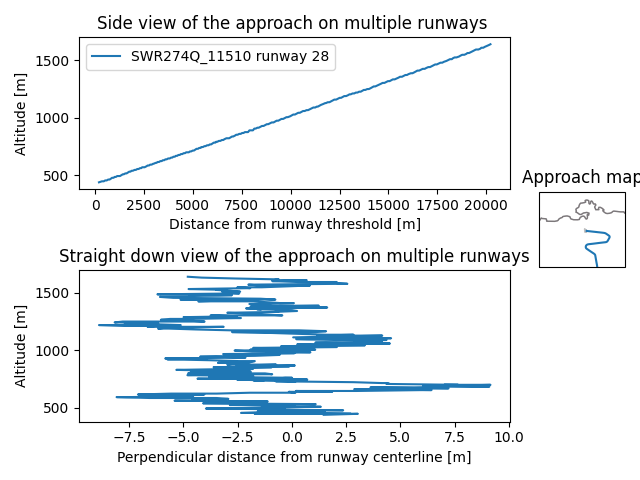 Side view of the approach on multiple runways
1500
1000
500
Altitude [m]
SWR274Q_11510 runway 28
0 2500 5000 7500 10000 12500 15000 17500 20000
Distance from runway threshold [m]
Approach map
Straight down view of the approach on multiple runways
1500
1000
500
Altitude [m]
−7.5 −5.0 −2.5 0.0 2.5 5.0 7.5 10.0
Perpendicular distance from runway centerline [m]